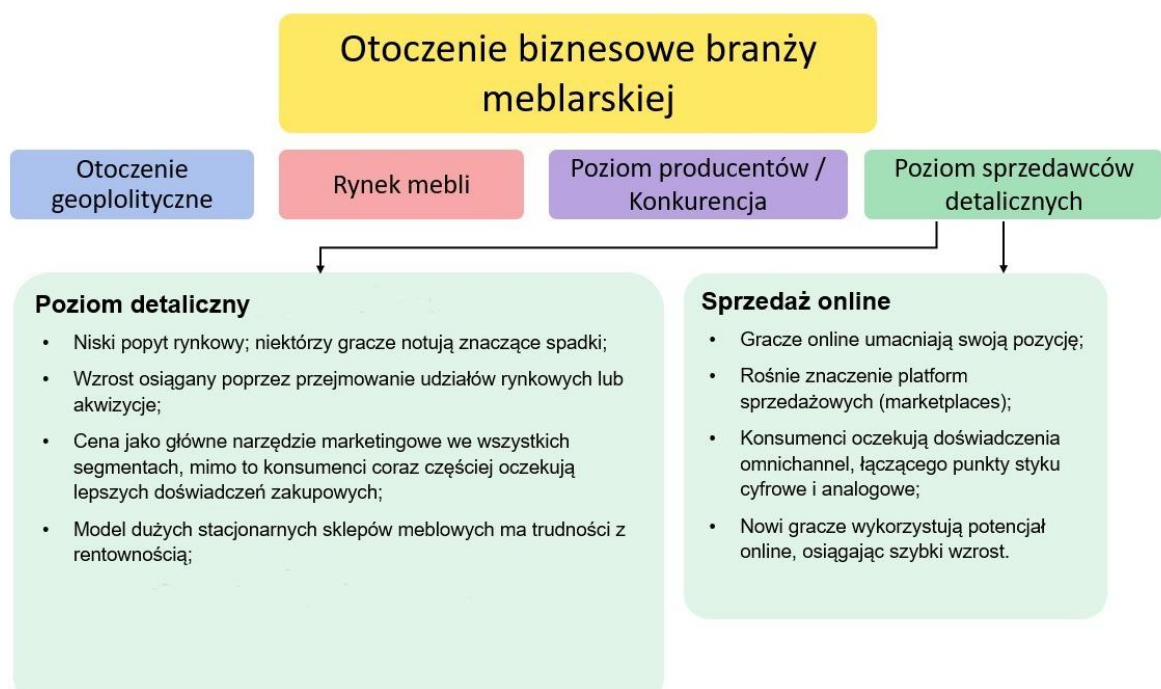 Otoczenie biznesowe branży
meblarskiej
Otoczenie
geoplolityczne
Rynek mebli
Poziom producentów /
Konkurencja
Poziom sprzedawców
detalicznych
Poziom detaliczny
• Niski popyt rynkowy; niektórzy gracze notują znaczące spadki;
• Wzrost osiągany poprzez przejmowanie udziałów rynkowych lub
akwizycje;
• Cena jako główne narzędzie marketingowe we wszystkich
segmentach, mimo to konsumenci coraz częściej oczekują
lepszych doświadczeń zakupowych;
• Model dużych stacjonarnych sklepów meblowych ma trudności z
rentownością;
Sprzedaż online
• Gracze online umacniają swoją pozycję;
• Rośnie znaczenie platform
sprzedażowych (marketplaces);
• Konsumenci oczekują doświadczenia
omnichannel, łączącego punkty styku
cyfrowe i analogowe;
• Nowi gracze wykorzystują potencjał
online, osiągając szybki wzrost.